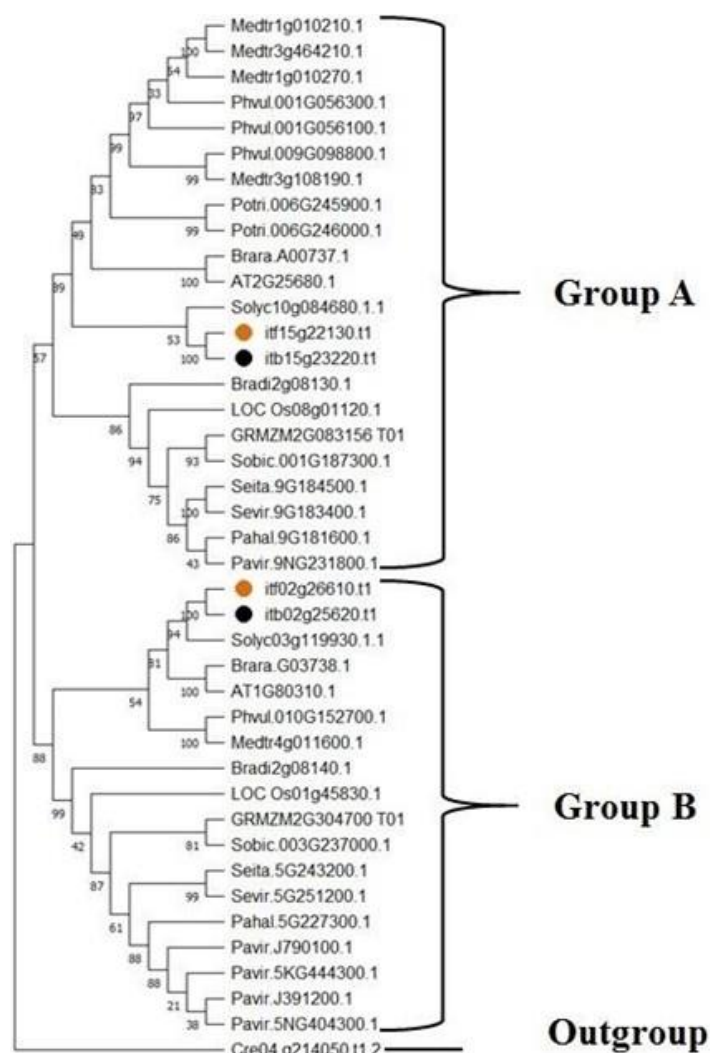 Medtr1g010210.1
100
Medtr3g464210.1
54
Medtr1g010270.1
33
Phvul.001G056300.1
97
Phvul.001G056100.1
99
Phvul.009G098800.1
99
Medtr3g108190.1
83
Potri.006G245900.1
99
Potri.006G246000.1
49
Brara.A00737.1
100
AT2G25680.1
89
Solyc10g084680.1.1
53
itf15g22130.t1
100
itb15g23220.t1
57
Bradi2g08130.1
86
LOC Os08g01120.1
94
GRMZM2G083156 T01
93
Sobic.001G187300.1
75
Seita.9G184500.1
100
Sevir.9G183400.1
86
Pahal.9G181600.1
43
Pavir.9NG231800.1
Group A
itf02g26610.t1
100
itb02g25620.t1
94
Solyc03g119930.1.1
81
Brara.G03738.1
100
AT1G80310.1
54
Phvul.010G152700.1
100
Medtr4g011600.1
88
Bradi2g08140.1
99
LOC Os01g45830.1
42
GRMZM2G304700 T01
81
Sobic.003G237000.1
87
Seita.5G243200.1
99
Sevir.5G251200.1
61
Pahal.5G227300.1
88
Pavir.J790100.1
88
Pavir.5KG444300.1
21
Pavir.J391200.1
38
Pavir.5NG404300.1
Group B
Cre04.g214050.t1.2
Outgroup